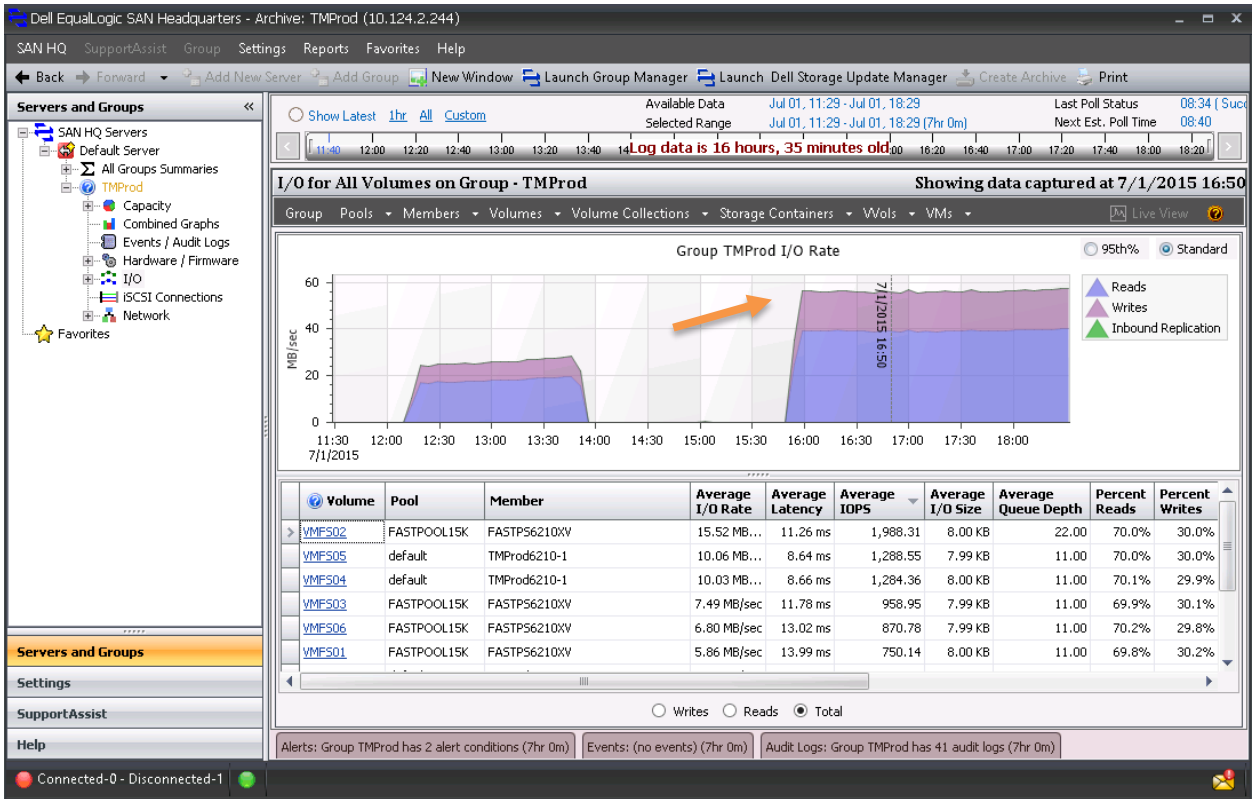 Dell EqualLogic SAN Headquarters - Archive: TMProd (10.124.2.244)
SAN HQ SupportAssist Group Settings Reports Favorites Help
Back Forward Add New Server Add Group New Window Launch Group Manager Launch Dell Storage Update Manager Create Archive Print
Servers and Groups «
SAN HQ Servers
Default Server
All Groups Summaries
TMProd
Capacity
Combined Graphs
Events / Audit Logs
Hardware / Firmware
I/O
iSCSI Connections
Network
Favorites
Servers and Groups
Settings
SupportAssist
Help
Show Latest 1hr All Custom
Available Data Jul 01, 11:29 - Jul 01, 18:29
Selected Range Jul 01, 11:29 - Jul 01, 18:29 (7hr 0m)
Last Poll Status 08:34 ( Succ
Next Est. Poll Time 08:40
11:40 12:00 12:20 12:40 13:00 13:20 13:40 14 Log data is 16 hours, 35 minutes old :00 16:20 16:40 17:00 17:20 17:40 18:00 18:20
I/O for All Volumes on Group - TMProd Showing data captured at 7/1/2015 16:50
Group Pools Members Volumes Volume Collections Storage Containers VVols VMs Live View
Group TMProd I/O Rate
95th% Standard
Reads
Writes
Inbound Replication
MB/sec
60
40
20
0
7/1/2015 16:50
11:30 12:00 12:30 13:00 13:30 14:00 14:30 15:00 15:30 16:00 16:30 17:00 17:30 18:00
7/1/2015
Volume Pool Member Average I/O Rate Average Latency Average IOPS Average I/O Size Average Queue Depth Percent Reads Percent Writes
VMFS02 FASTPOOL15K FASTPS6210XV 15.52 MB... 11.26 ms 1,988.31 8.00 KB 22.00 70.0% 30.0%
VMFS05 default TMProd6210-1 10.06 MB... 8.64 ms 1,288.55 7.99 KB 11.00 70.0% 30.0%
VMFS04 default TMProd6210-1 10.03 MB... 8.66 ms 1,284.36 8.00 KB 11.00 70.1% 29.9%
VMFS03 FASTPOOL15K FASTPS6210XV 7.49 MB/sec 11.78 ms 958.95 7.99 KB 11.00 69.9% 30.1%
VMFS06 FASTPOOL15K FASTPS6210XV 6.80 MB/sec 13.02 ms 870.78 7.99 KB 11.00 70.2% 29.8%
VMFS01 FASTPOOL15K FASTPS6210XV 5.86 MB/sec 13.99 ms 750.14 8.00 KB 11.00 69.8% 30.2%
Writes Reads Total
Alerts: Group TMProd has 2 alert conditions (7hr 0m) Events: (no events) (7hr 0m) Audit Logs: Group TMProd has 41 audit logs (7hr 0m)
Connected-0 - Disconnected-1